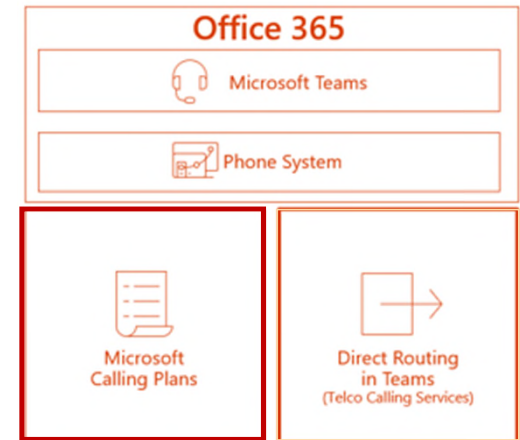 Office 365
Microsoft Teams
Phone System
Microsoft
Calling Plans
Direct Routing
in Teams
(Telco Calling Services)